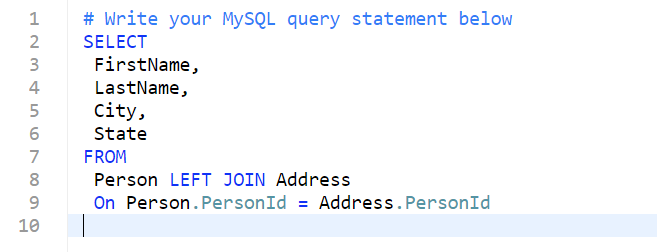 1 # Write your MySQL query statement below
2 SELECT
3 FirstName,
4 LastName,
5 City,
6 State
7 FROM
8 Person LEFT JOIN Address
9 On Person.PersonId = Address.PersonId
10